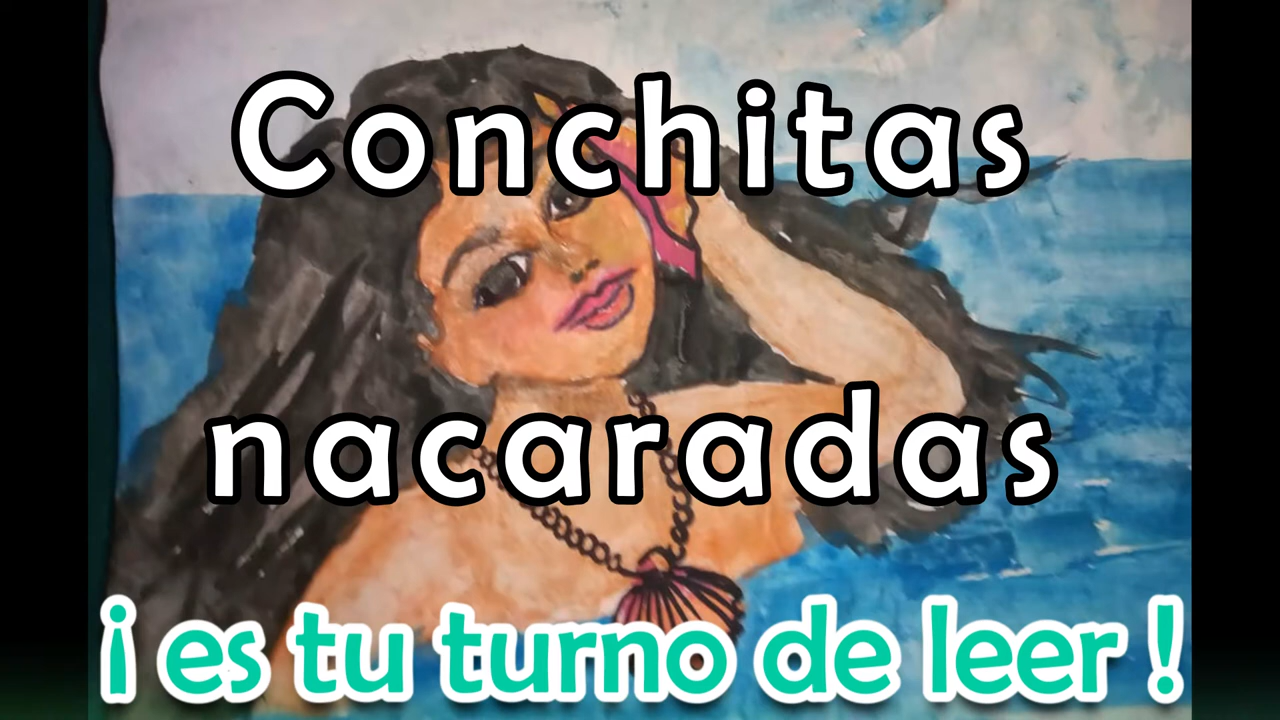 Conchitas
nacaradas
¡ es tu turno de leer !